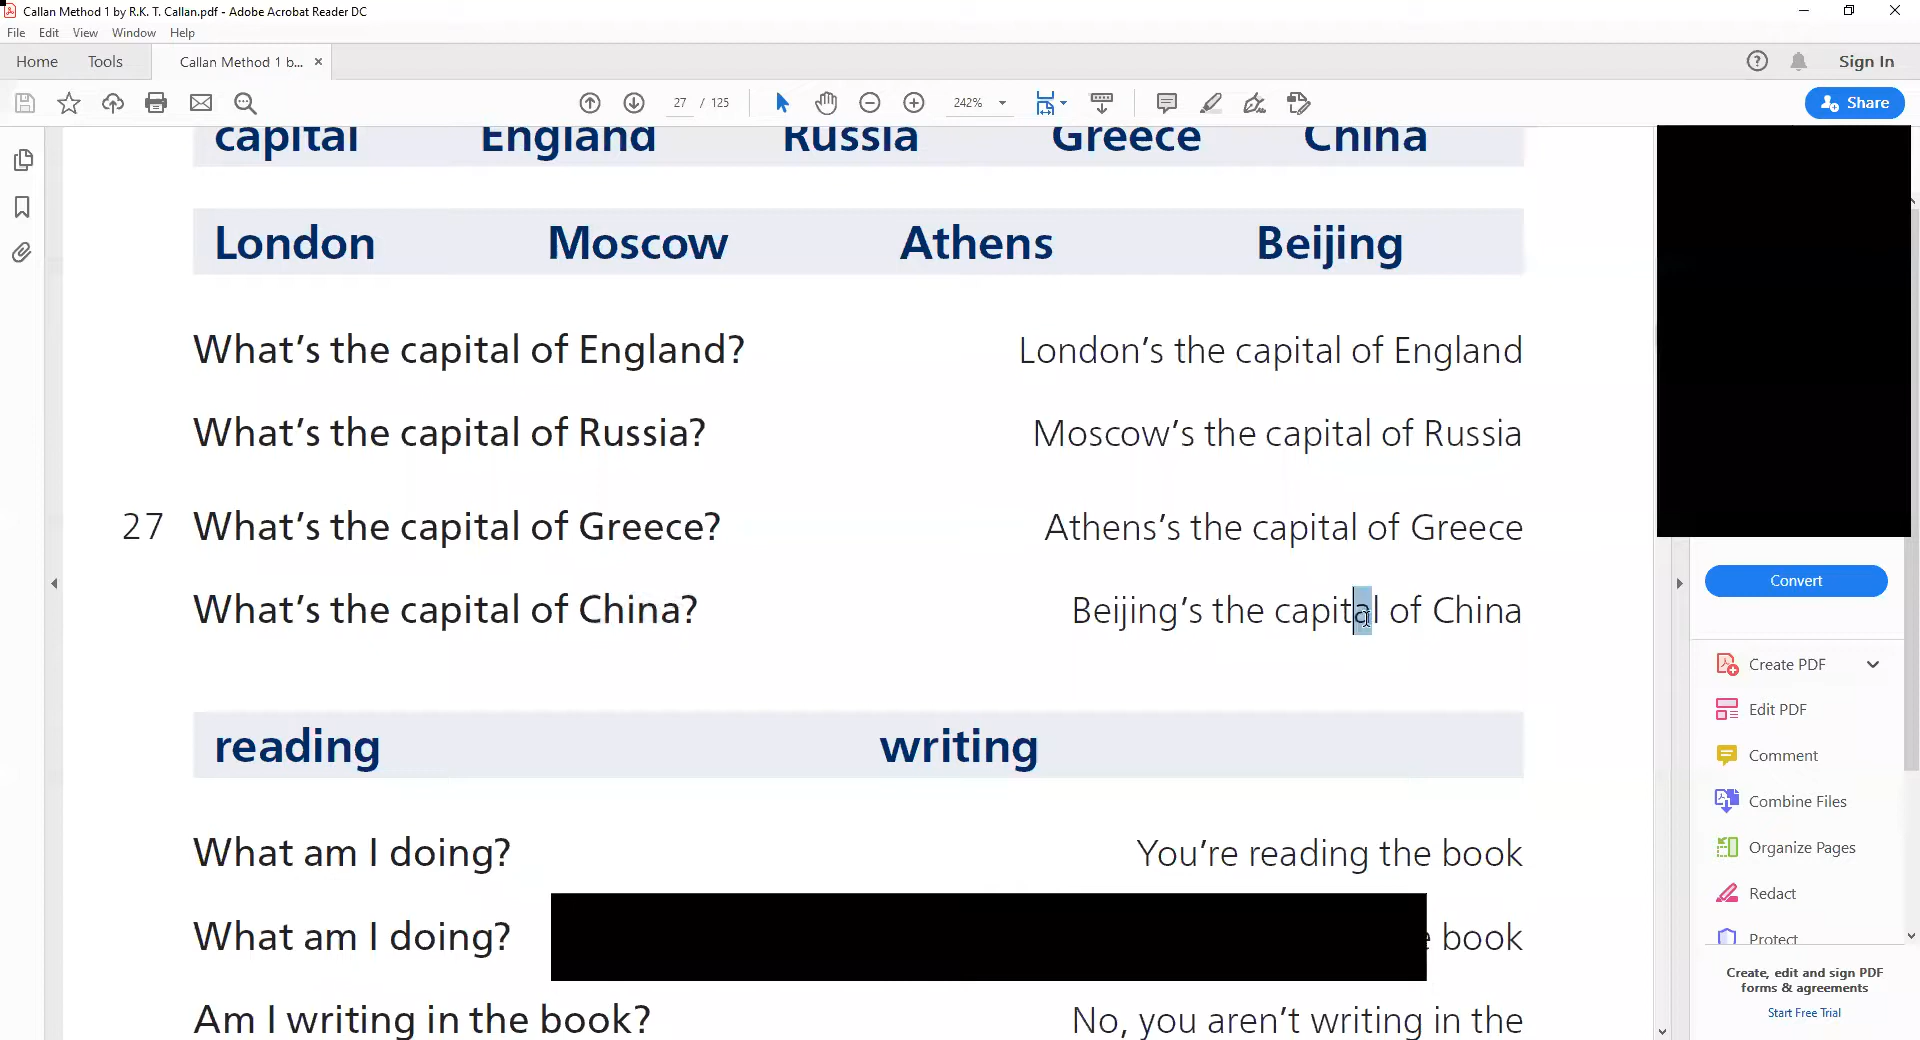 Callan Method 1 by R.K. T. Callan.pdf - Adobe Acrobat Reader DC
File Edit View Window Help
Home Tools Callan Method 1 b... × Sign In
27 / 125 242% Share
capital England Russia Greece China
London Moscow Athens Beijing
What's the capital of England? London's the capital of England
What's the capital of Russia? Moscow's the capital of Russia
27 What's the capital of Greece? Athens's the capital of Greece
What's the capital of China? Beijing's the capital of China
reading writing
What am I doing? You're reading the book
What am I doing? book
Am I writing in the book? No, you aren't writing in the
Convert
Create PDF
Edit PDF
Comment
Combine Files
Organize Pages
Redact
Protect
Create, edit and sign PDF
forms & agreements
Start Free Trial